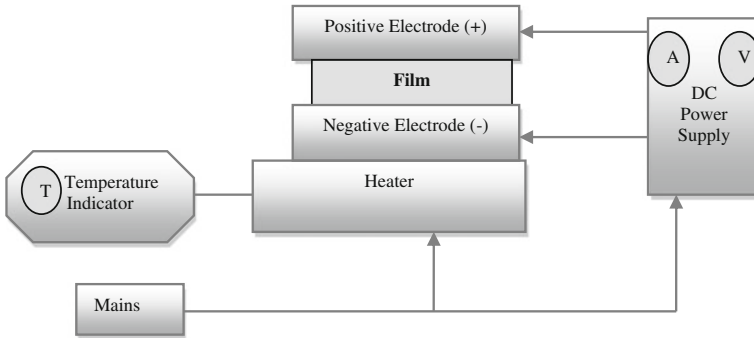 Positive Electrode (+)
Film
Negative Electrode (-)
Heater
A
V
DC
Power
Supply
T
Temperature
Indicator
Mains